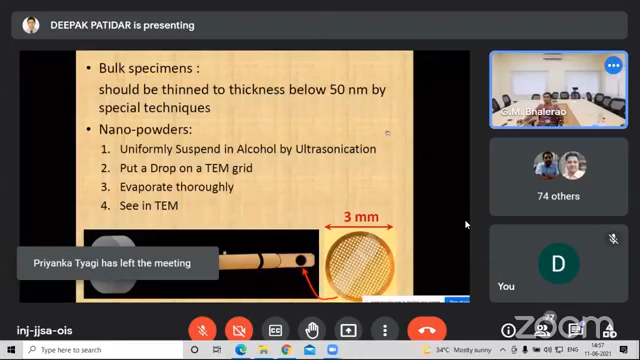 DEEPAK PATIDAR is presenting
• Bulk specimens :
should be thinned to thickness below 50 nm by
special techniques
• Nano-powders:
1. Uniformly Suspend in Alcohol by Ultrasonication
2. Put a Drop on a TEM grid
3. Evaporate thoroughly
4. See in TEM
3 mm
G.M. Bhalerao
74 others
D
You
Priyanka Tyagi has left the meeting
inj-jjsa-ois
77
zoom
Type here to search
34°C Mostly sunny
ENG
14:57
11-06-2021